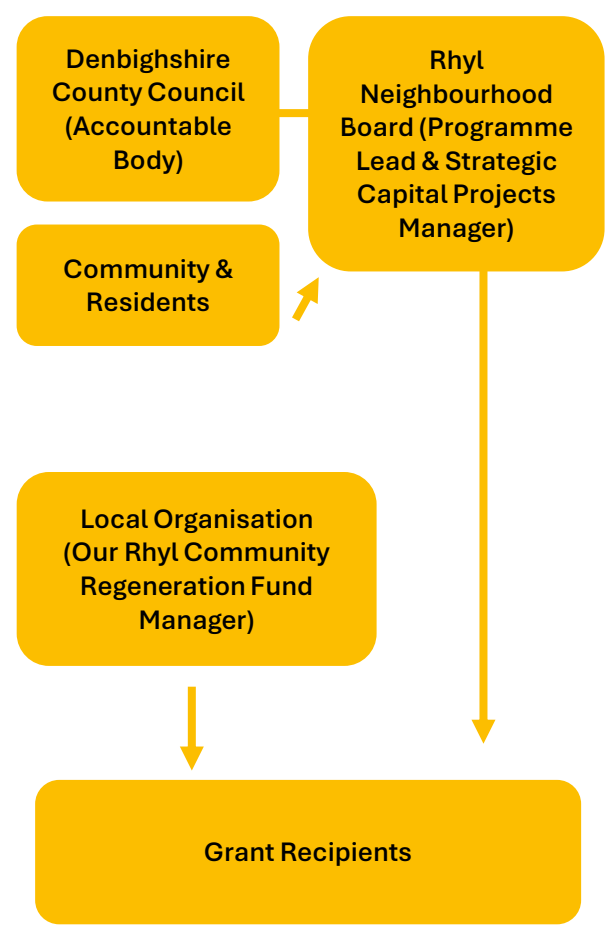 Denbighshire
County Council
(Accountable
Body)
Rhyl
Neighbourhood
Board (Programme
Lead & Strategic
Capital Projects
Manager)
Community &
Residents
Local Organisation
(Our Rhyl Community
Regeneration Fund
Manager)
Grant Recipients